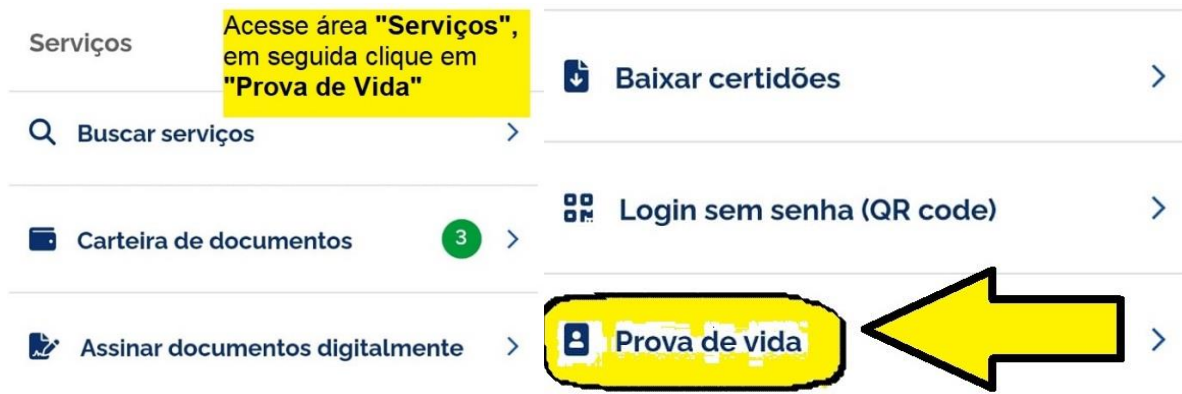 Serviços
Acesse área "Serviços",
em seguida clique em
"Prova de Vida"
Buscar serviços
Carteira de documentos
3
Assinar documentos digitalmente
Baixar certidões
Login sem senha (QR code)
Prova de vida